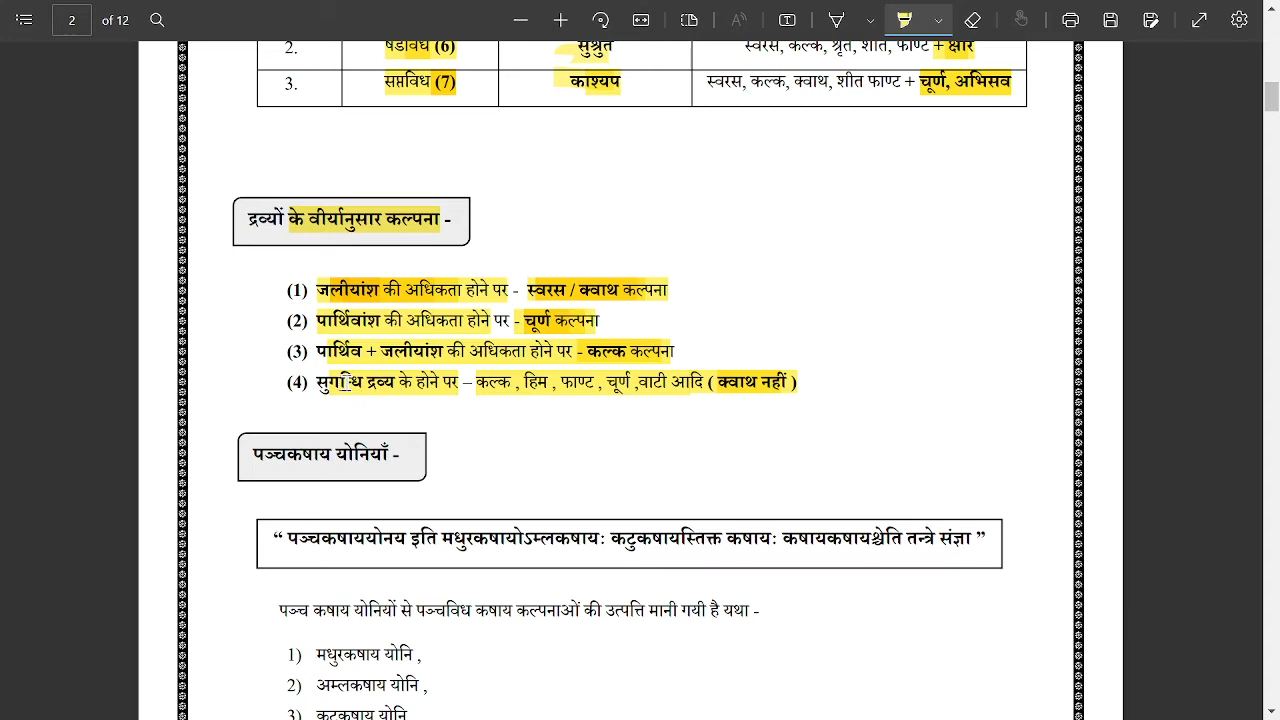 2 of 12
2. षडविध (6) सुश्रुत स्वरस, कल्क, श्रृत, शीत, फाण्ट + क्षार
3. सप्तविध (7) काश्यप स्वरस, कल्क, क्वाथ, शीत फाण्ट + चूर्ण, अभिसव
द्रव्यों के वीर्यानुसार कल्पना -
(1) जलीयांश की अधिकता होने पर - स्वरस / क्वाथ कल्पना
(2) पार्थिवांश की अधिकता होने पर - चूर्ण कल्पना
(3) पार्थिव + जलीयांश की अधिकता होने पर - कल्क कल्पना
(4) सुगन्धि द्रव्य के होने पर – कल्क , हिम , फाण्ट , चूर्ण ,वाटी आदि ( क्वाथ नहीं )
पञ्चकषाय योनियाँ -
“ पञ्चकषाययोनय इति मधुरकषायोऽम्लकषायः कटुकषायस्तिक्त कषायः कषायकषायश्चेति तन्त्रे संज्ञा ”
पञ्च कषाय योनियों से पञ्चविध कषाय कल्पनाओं की उत्पत्ति मानी गयी है यथा -
1) मधुरकषाय योनि ,
2) अम्लकषाय योनि ,
3) कटुकषाय योनि